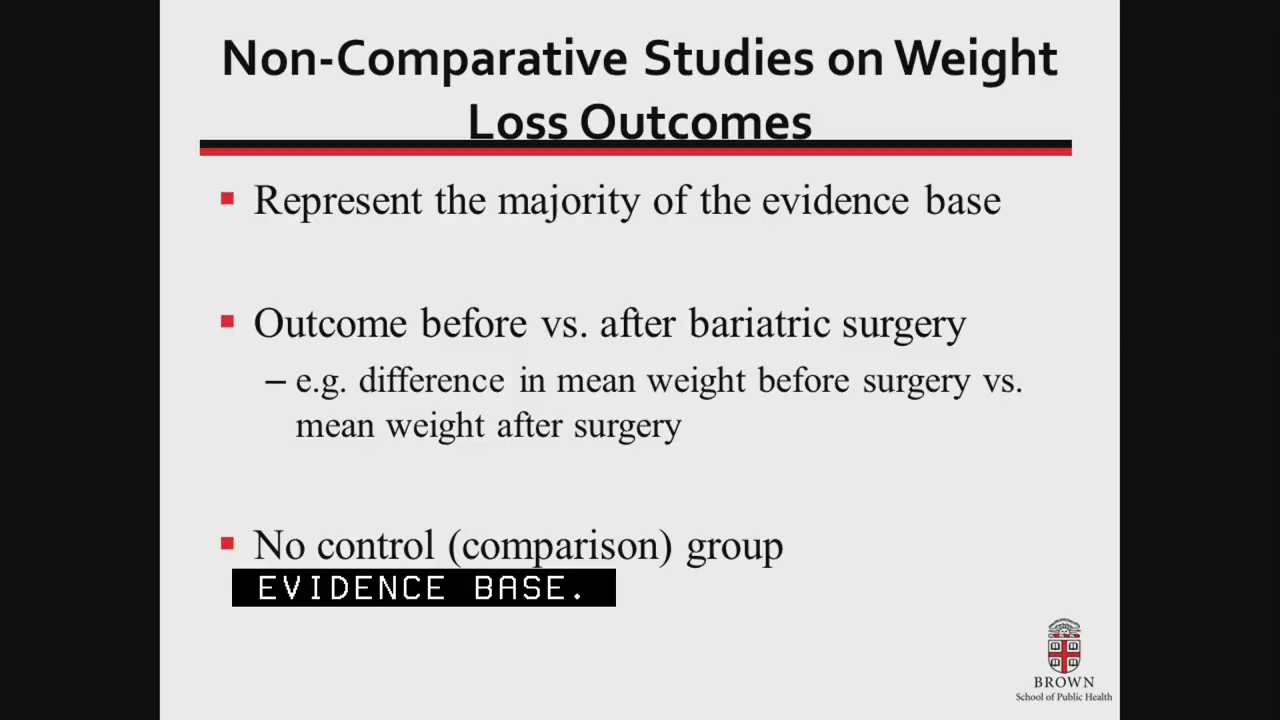 Non-Comparative Studies on Weight
Loss Outcomes
Represent the majority of the evidence base
Outcome before vs. after bariatric surgery
– e.g. difference in mean weight before surgery vs.
mean weight after surgery
No control (comparison) group
EVIDENCE BASE.
BROWN
School of Public Health